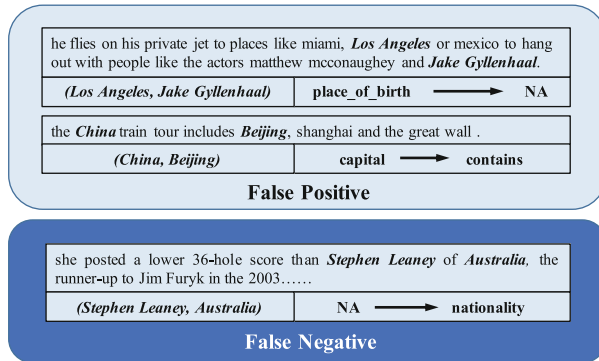 he flies on his private jet to places like miami, Los Angeles or mexico to hang
out with people like the actors matthew mcconaughey and Jake Gyllenhaal.
(Los Angeles, Jake Gyllenhaal) place_of_birth NA
the China train tour includes Beijing, shanghai and the great wall .
(China, Beijing) capital contains
False Positive
she posted a lower 36-hole score than Stephen Leaney of Australia, the
runner-up to Jim Furyk in the 2003……
(Stephen Leaney, Australia) NA nationality
False Negative